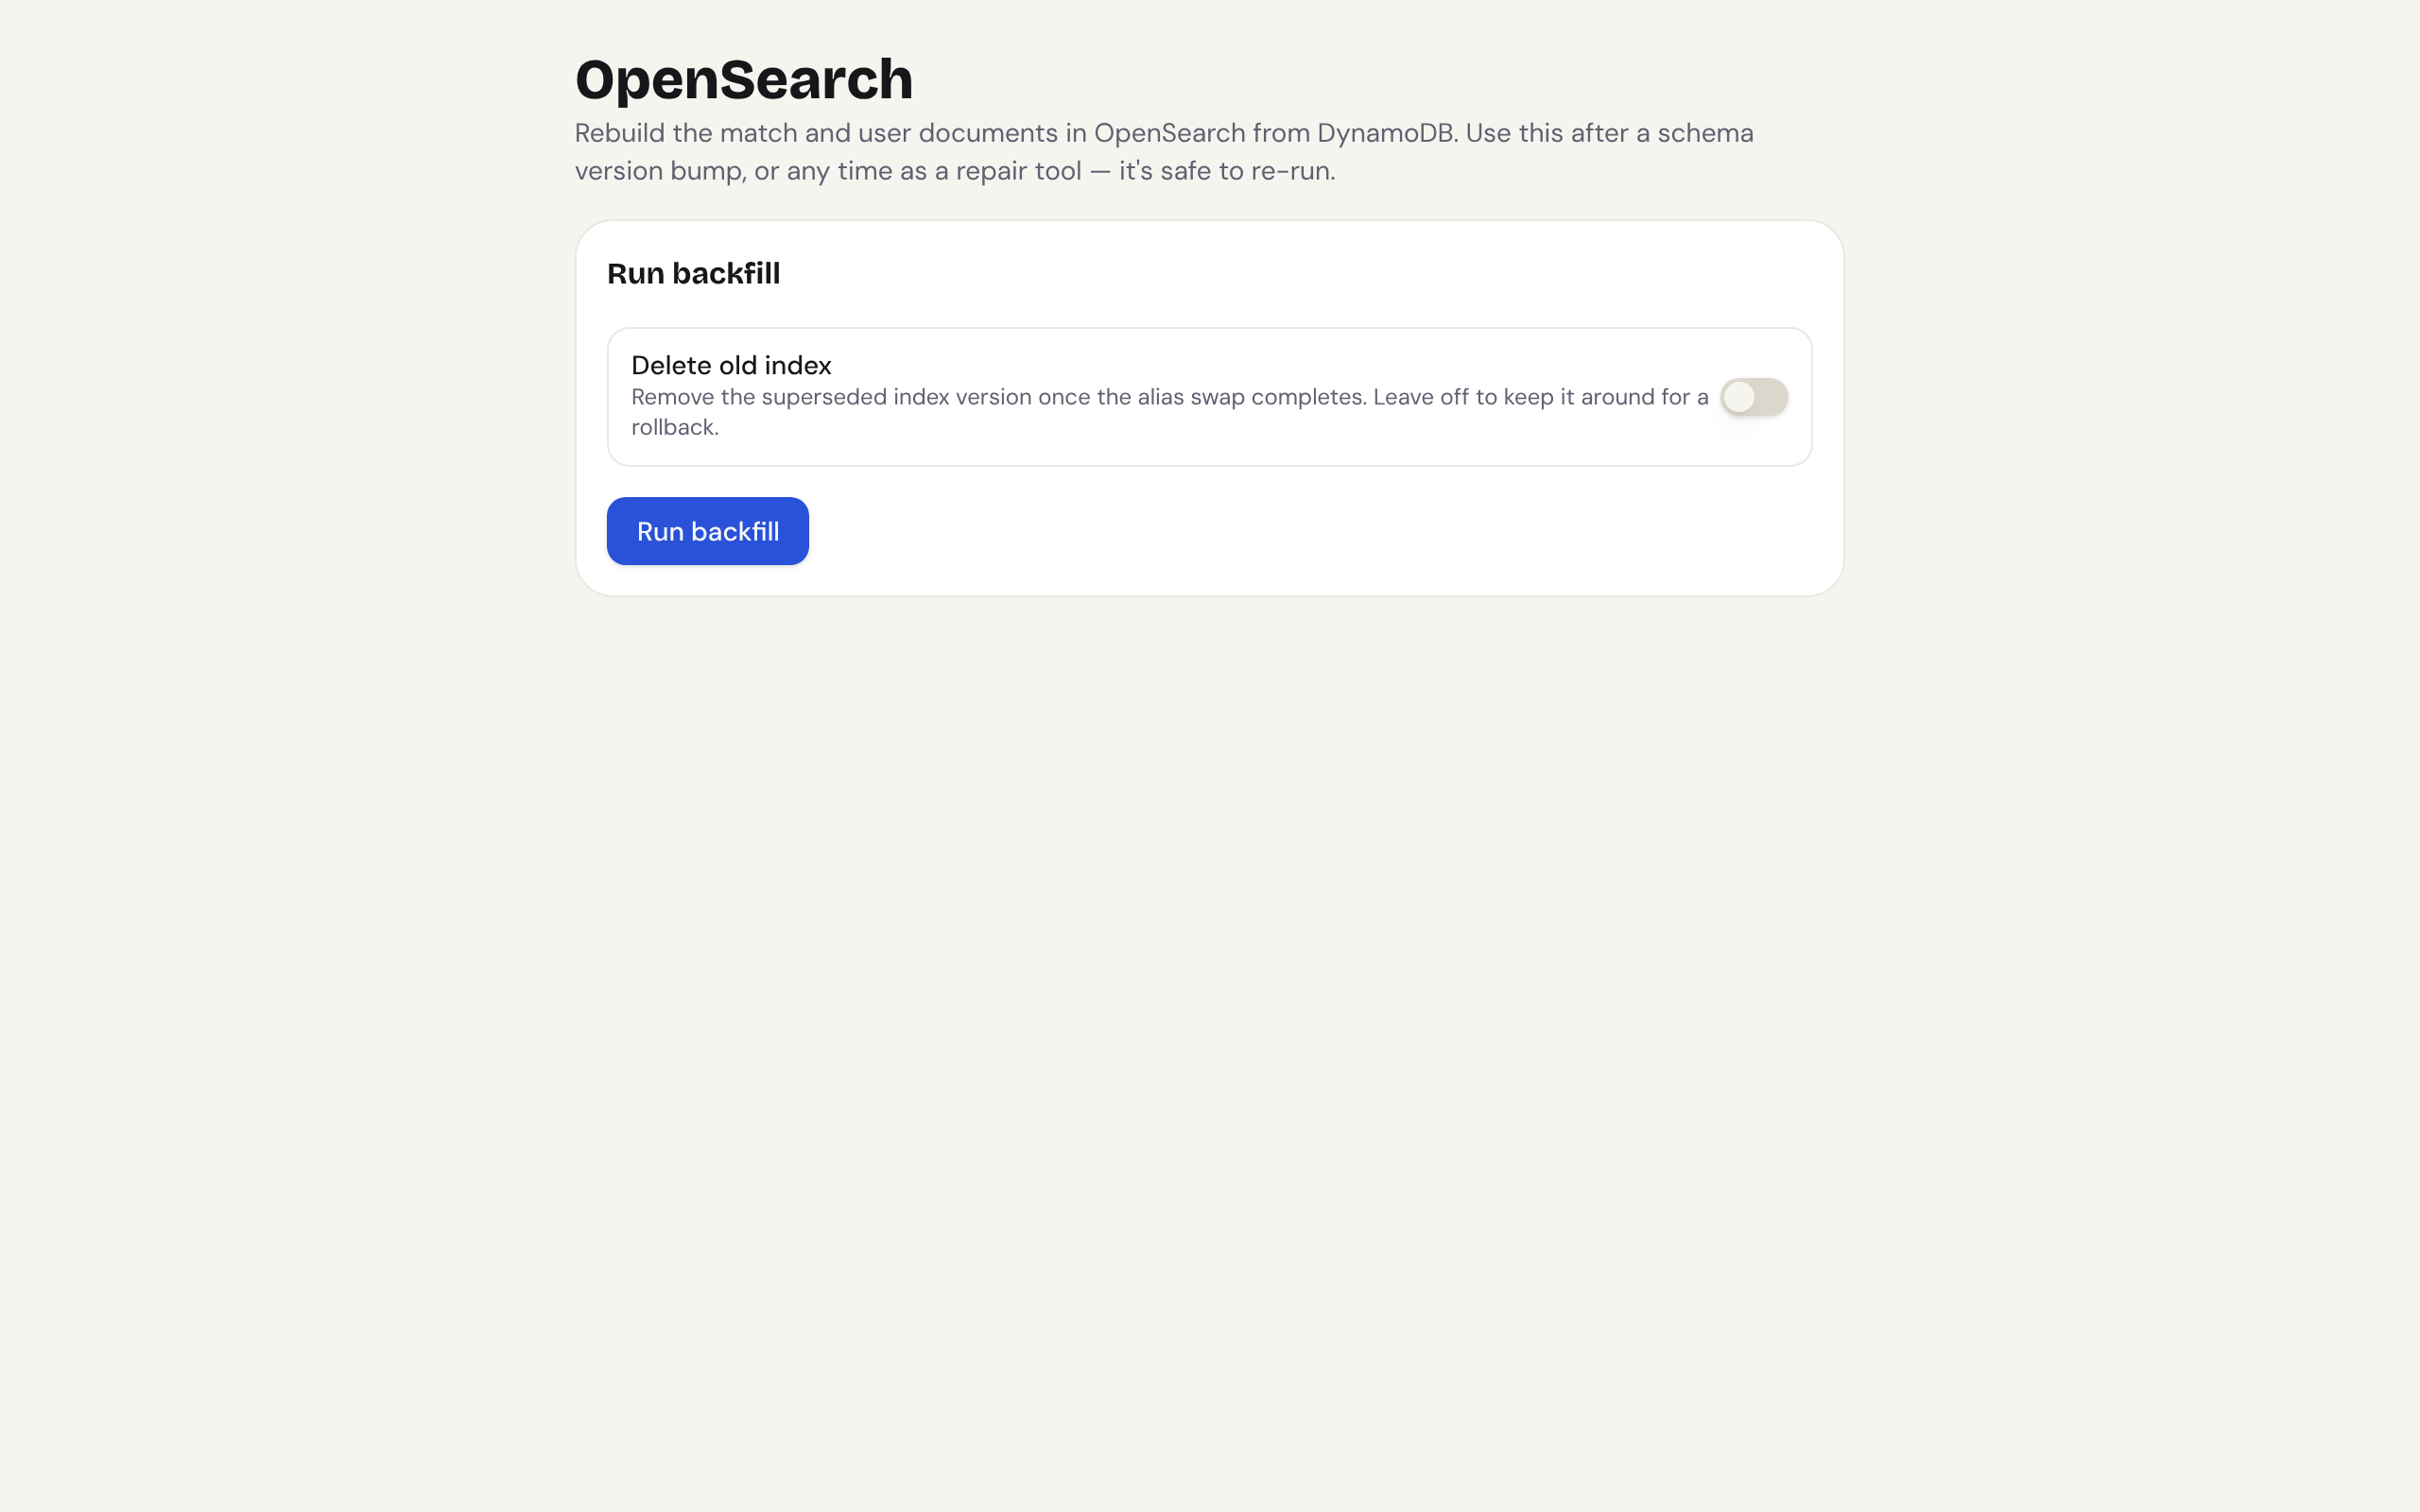 OpenSearch
Rebuild the match and user documents in OpenSearch from DynamoDB. Use this after a schema
version bump, or any time as a repair tool — it's safe to re-run.
Run backfill
Delete old index
Remove the superseded index version once the alias swap completes. Leave off to keep it around for a
rollback.
Run backfill